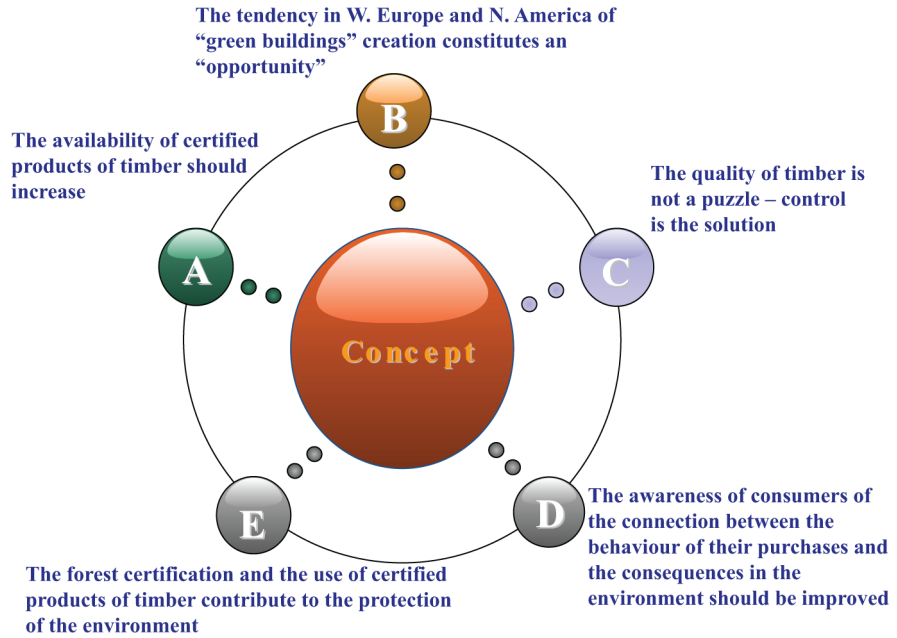 The tendency in W. Europe and N. America of
“green buildings” creation constitutes an
“opportunity”
B
The availability of certified
products of timber should
increase
The quality of timber is
not a puzzle – control
is the solution
A
C
Concept
E
D
The awareness of consumers of
the connection between the
behaviour of their purchases and
the consequences in the
environment should be improved
The forest certification and the use of certified
products of timber contribute to the protection
of the environment